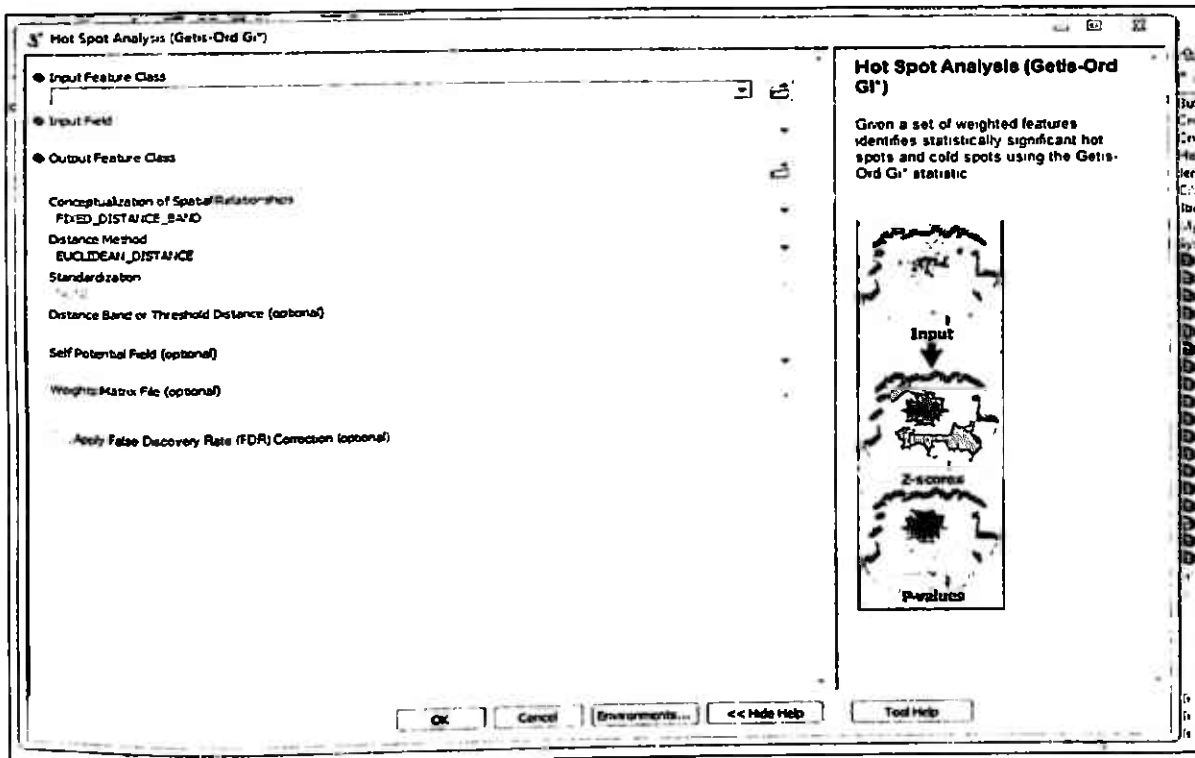 Hot Spot Analysis (Getis-Ord Gi*)
Input Feature Class
Input Field
Output Feature Class
Conceptualization of Spatial Relationships
FIXED_DISTANCE_BAND
Distance Method
EUCLIDEAN_DISTANCE
Standardization
Distance Band or Threshold Distance (optional)
Self Potential Field (optional)
Weights Matrix File (optional)
Apply False Discovery Rate (FDR) Correction (optional)
OK
Cancel
Environments...
<< Hide Help
Hot Spot Analysis (Getis-Ord
Gi*)
Given a set of weighted features
identifies statistically significant hot
spots and cold spots using the Getis-
Ord Gi* statistic
Input
Z-scores
P-values
Tool Help